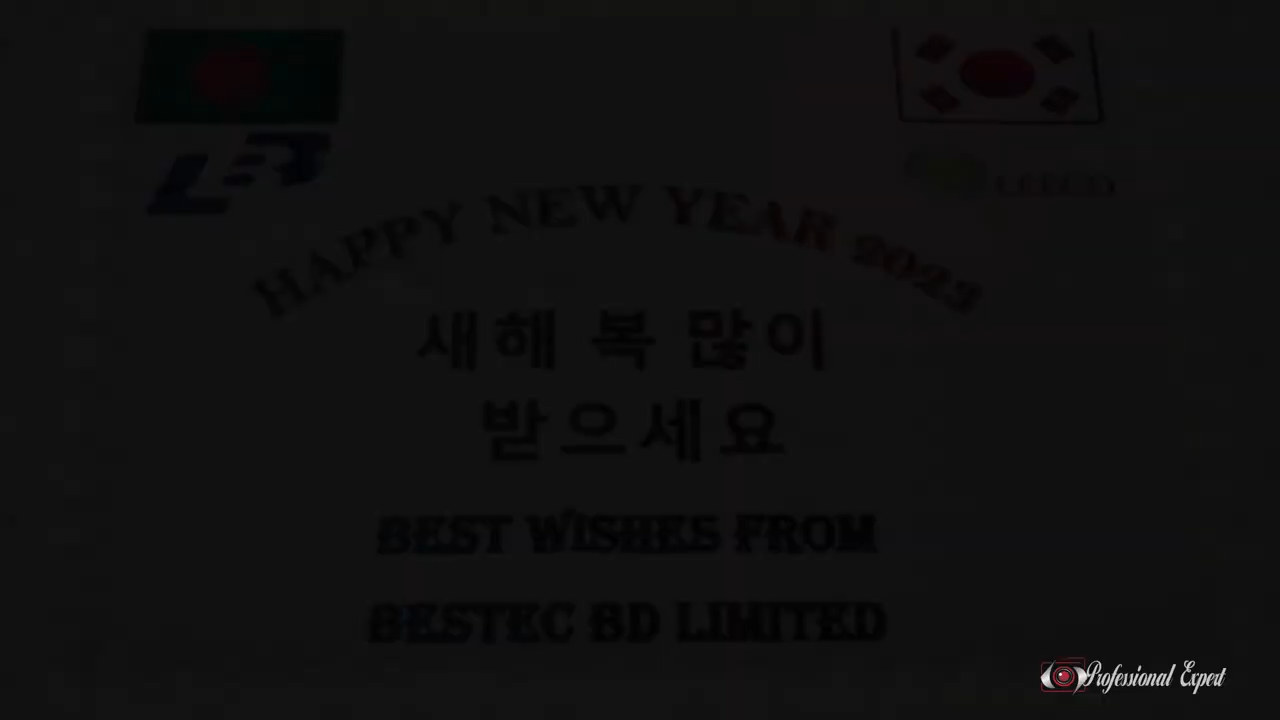 HAPPY NEW YEAR 2023
새해 복 많이
받으세요
BEST WISHES FROM
BESTEC BD LIMITED
Professional Expert